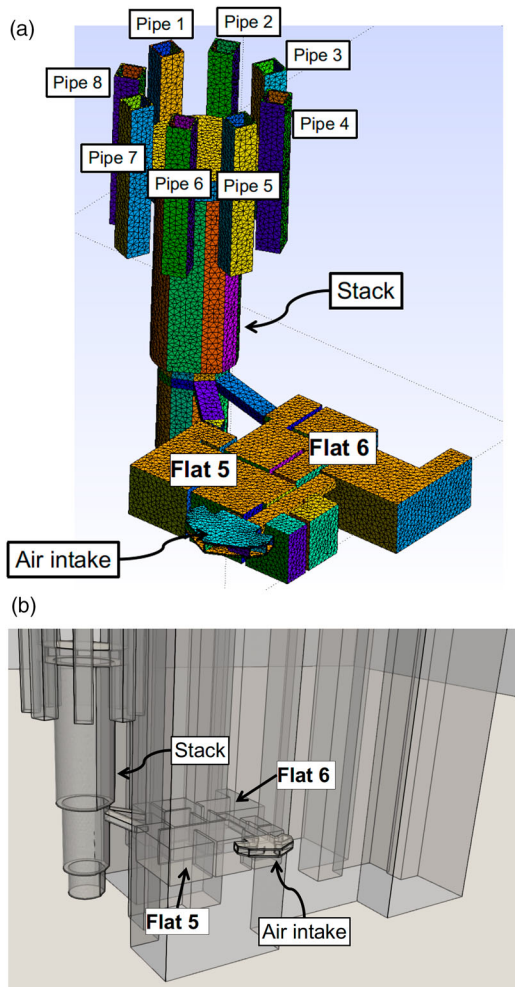 (a)
Pipe 1
Pipe 2
Pipe 3
Pipe 8
Pipe 4
Pipe 7
Pipe 6
Pipe 5
Stack
Flat 5
Flat 6
Air intake
(b)
Stack
Flat 6
Flat 5
Air intake